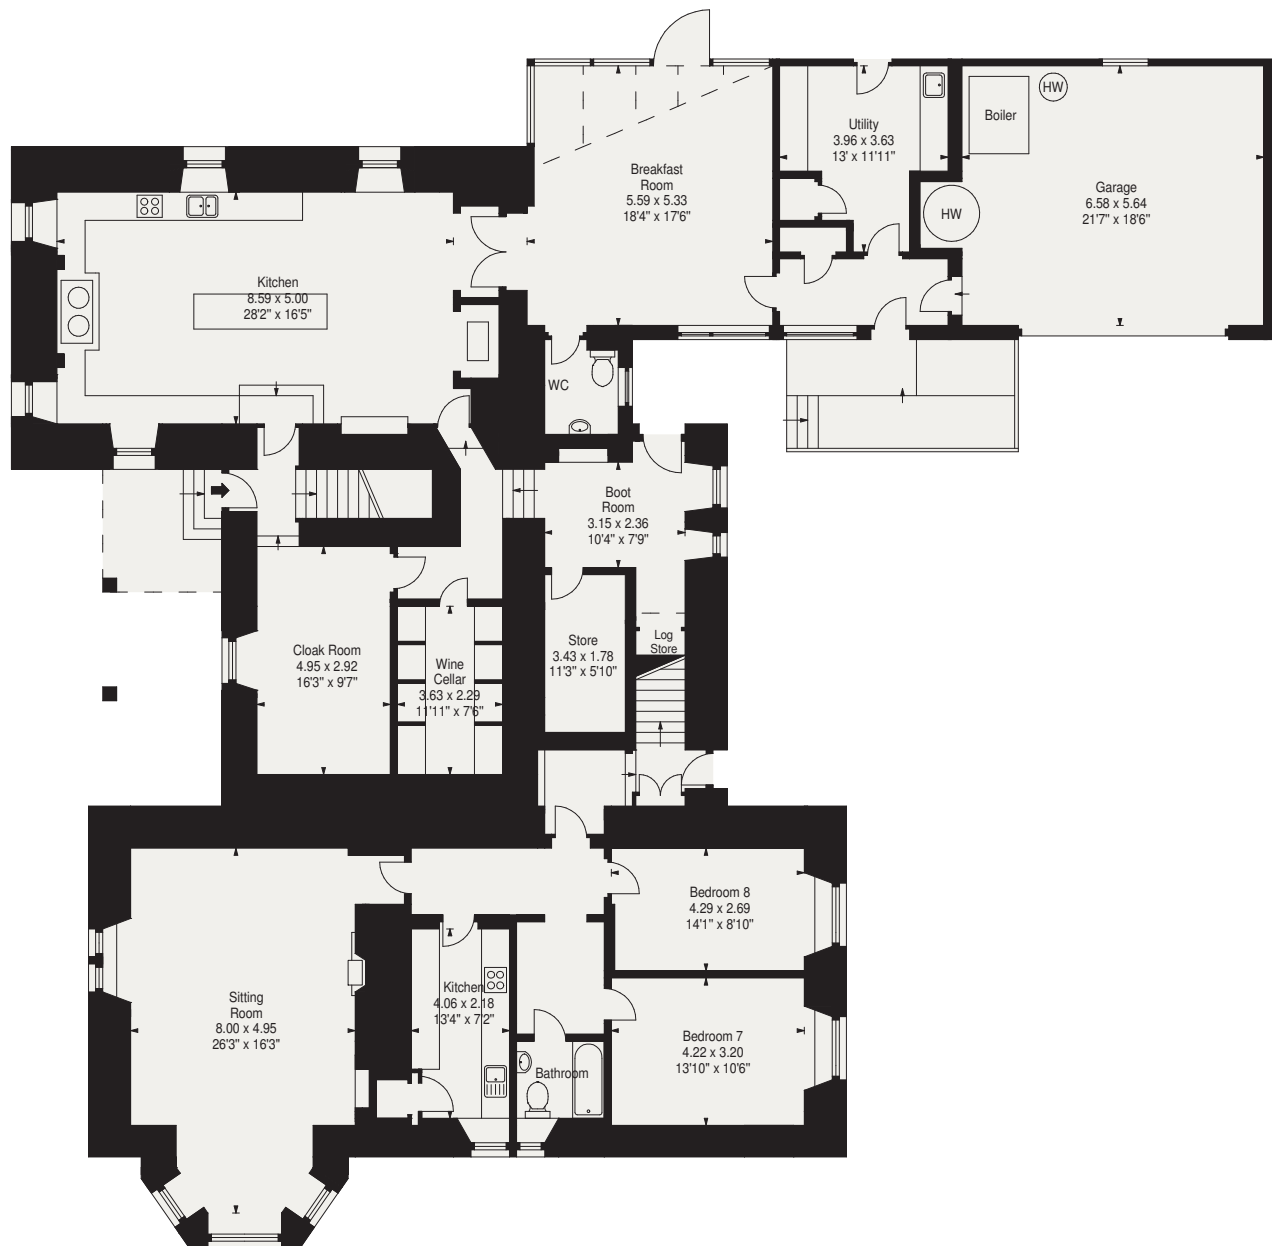 Utility
3.96 x 3.63
13' x 11'11"
HW
Boiler
HW
Garage
6.58 x 5.64
21'7" x 18'6"
Breakfast
Room
5.59 x 5.33
18'4" x 17'6"
Kitchen
8.59 x 5.00
28'2" x 16'5"
WC
Boot
Room
3.15 x 2.36
10'4" x 7'9"
Cloak Room
4.95 x 2.92
16'3" x 9'7"
Wine
Cellar
3.63 x 2.29
11'11" x 7'6"
Store
3.43 x 1.78
11'3" x 5'10"
Log
Store
Bedroom 8
4.29 x 2.69
14'1" x 8'10"
Sitting
Room
8.00 x 4.95
26'3" x 16'3"
Kitchen
4.06 x 2.18
13'4" x 7'2"
Bathroom
Bedroom 7
4.22 x 3.20
13'10" x 10'6"